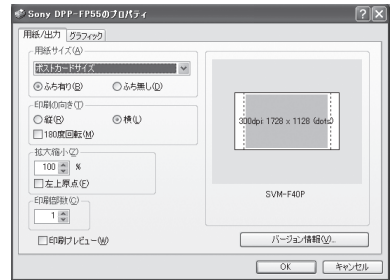 Sony DPP-FP55のプロパティ
用紙/出力 グラフィック
用紙サイズ(A)
ポストカードサイズ
ふち有り(B) ふち無し(D)
印刷の向き(T)
縦(R) 横(L)
180度回転(M)
拡大縮小(Z)
100 %
左上原点(F)
印刷部数(C)
1
印刷プレビュー(W)
300dpi 1728 x 1128 (dots)
SVM-F40P
バージョン情報(V)...
OK キャンセル